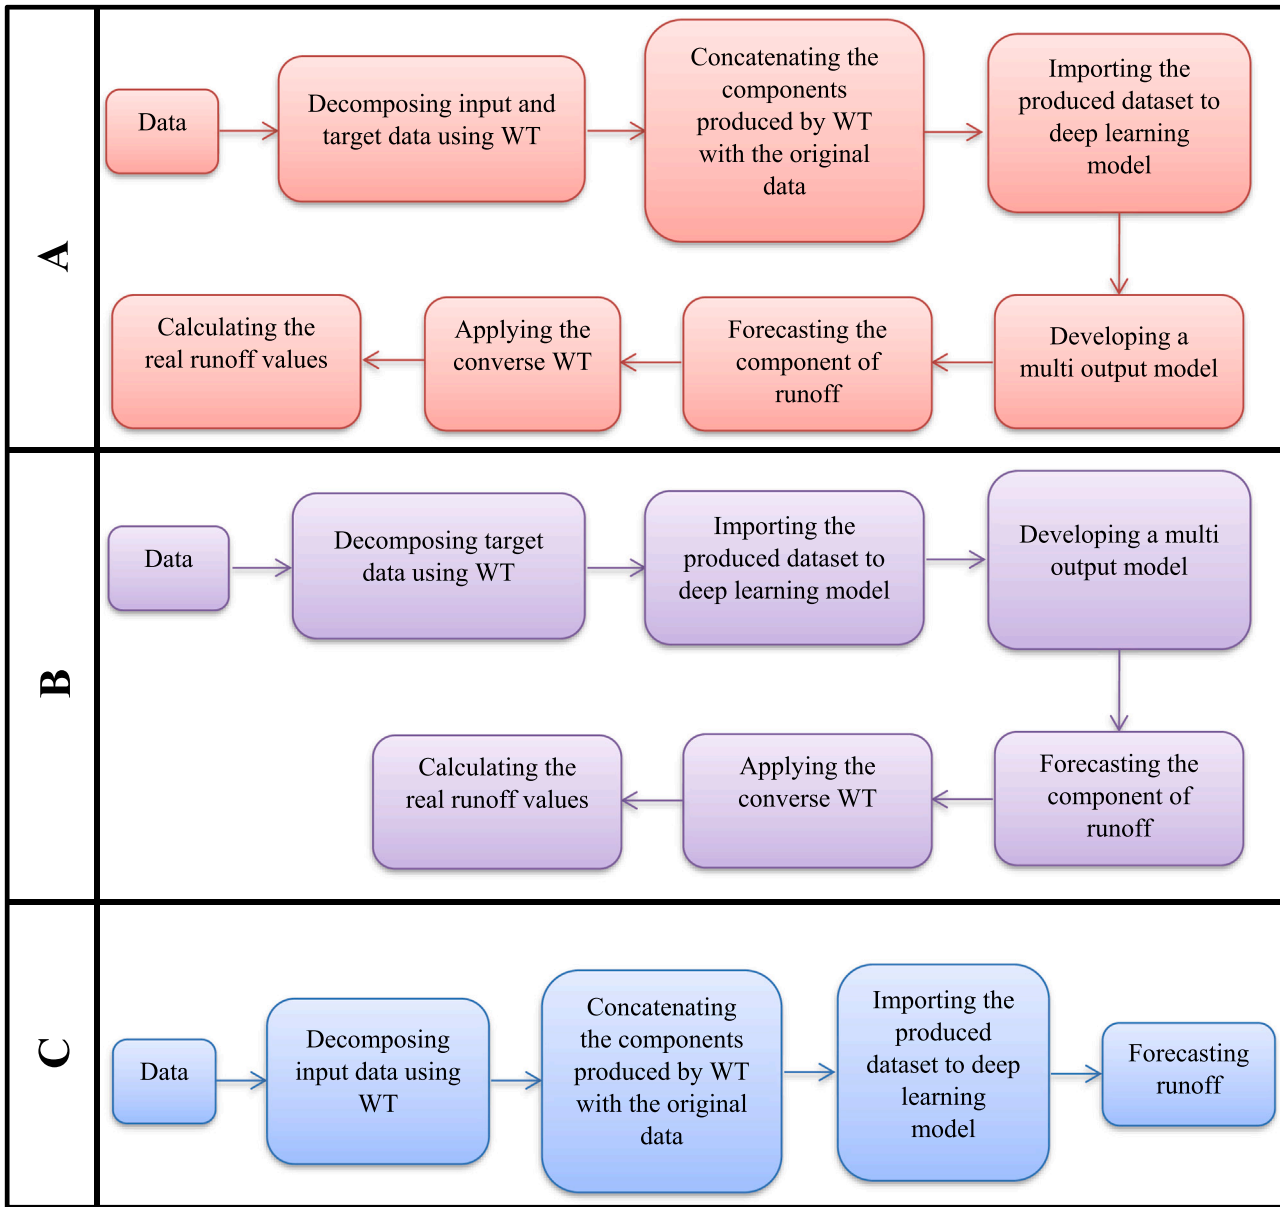 A
Data
Decomposing input and
target data using WT
Concatenating the
components
produced by WT
with the original
data
Importing the
produced dataset to
deep learning
model
Developing a
multi output model
Forecasting the
component of
runoff
Applying the
converse WT
Calculating the
real runoff values
B
Data
Decomposing target
data using WT
Importing the
produced dataset to
deep learning model
Developing a multi
output model
Forecasting the
component of
runoff
Applying the
converse WT
Calculating the
real runoff values
C
Data
Decomposing
input data using
WT
Concatenating
the components
produced by WT
with the original
data
Importing the
produced
dataset to deep
learning
model
Forecasting
runoff